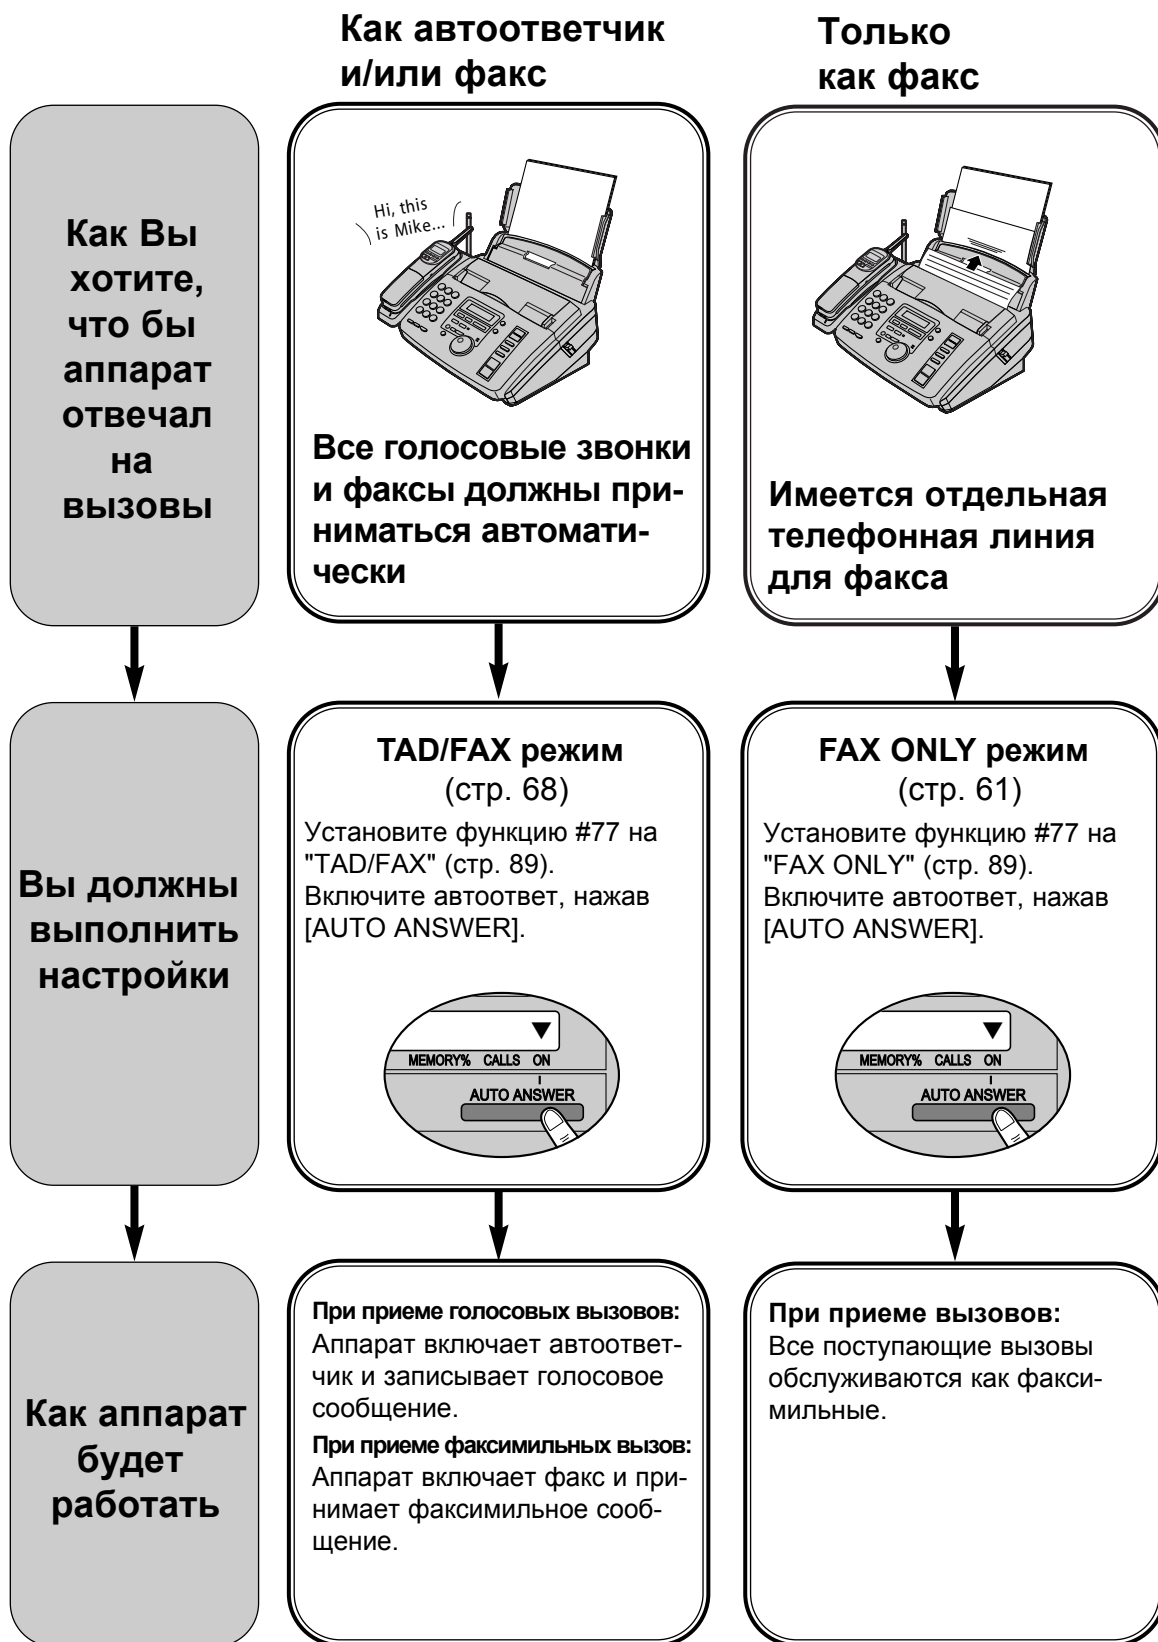 Как автоответчик
и/или факс
Только
как факс
Как Вы
хотите,
что бы
аппарат
отвечал
на
вызовы
Hi, this
is Mike...
Все голосовые звонки
и факсы должны при-
ниматься автомати-
чески
Имеется отдельная
телефонная линия
для факса
Вы должны
выполнить
настройки
TAD/FAX режим
(стр. 68)
Установите функцию #77 на
"TAD/FAX" (стр. 89).
Включите автоответ, нажав
[AUTO ANSWER].
MEMORY% CALLS ON
AUTO ANSWER
FAX ONLY режим
(стр. 61)
Установите функцию #77 на
"FAX ONLY" (стр. 89).
Включите автоответ, нажав
[AUTO ANSWER].
MEMORY% CALLS ON
AUTO ANSWER
Как аппарат
будет
работать
При приеме голосовых вызовов:
Аппарат включает автоответ-
чик и записывает голосовое
сообщение.
При приеме факсимильных вызов:
Аппарат включает факс и при-
нимает факсимильное сооб-
щение.
При приеме вызовов:
Все поступающие вызовы
обслуживаются как факси-
мильные.